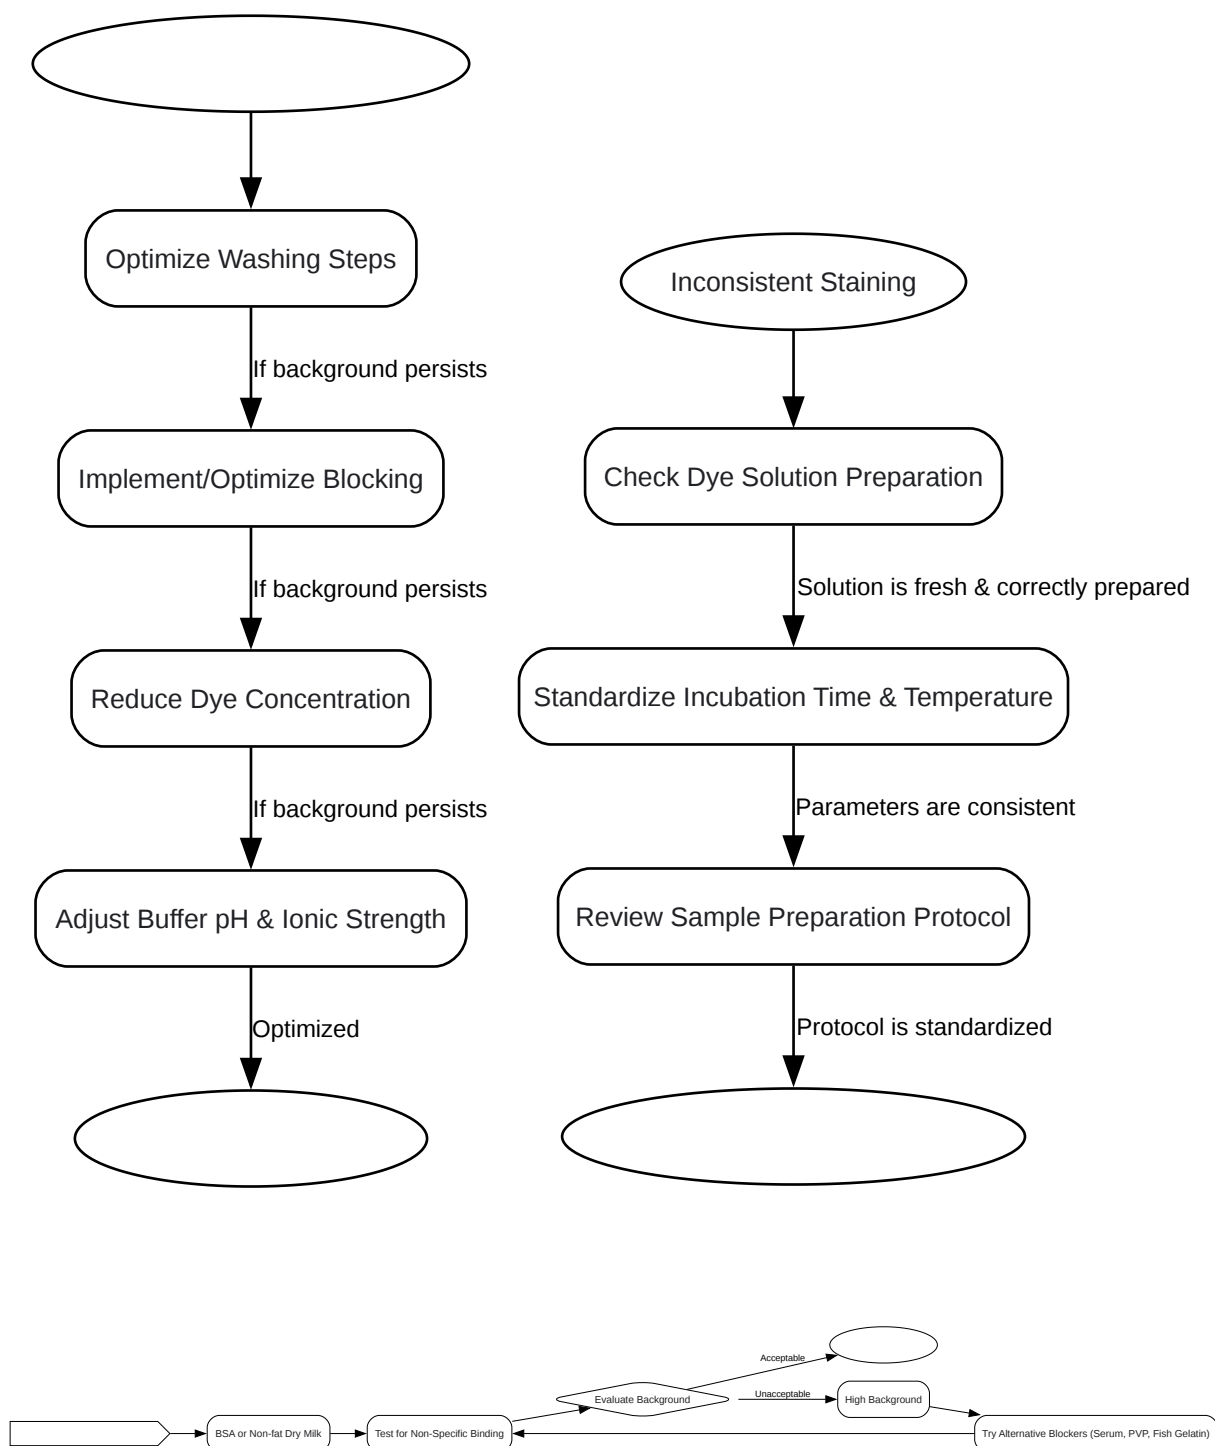 Optimize Washing Steps
If background persists
Implement/Optimize Blocking
If background persists
Reduce Dye Concentration
If background persists
Adjust Buffer pH & Ionic Strength
Optimized
Inconsistent Staining
Check Dye Solution Preparation
Solution is fresh & correctly prepared
Standardize Incubation Time & Temperature
Parameters are consistent
Review Sample Preparation Protocol
Protocol is standardized
BSA or Non-fat Dry Milk
Test for Non-Specific Binding
Evaluate Background
Acceptable
Unacceptable
High Background
Try Alternative Blockers (Serum, PVP, Fish Gelatin)